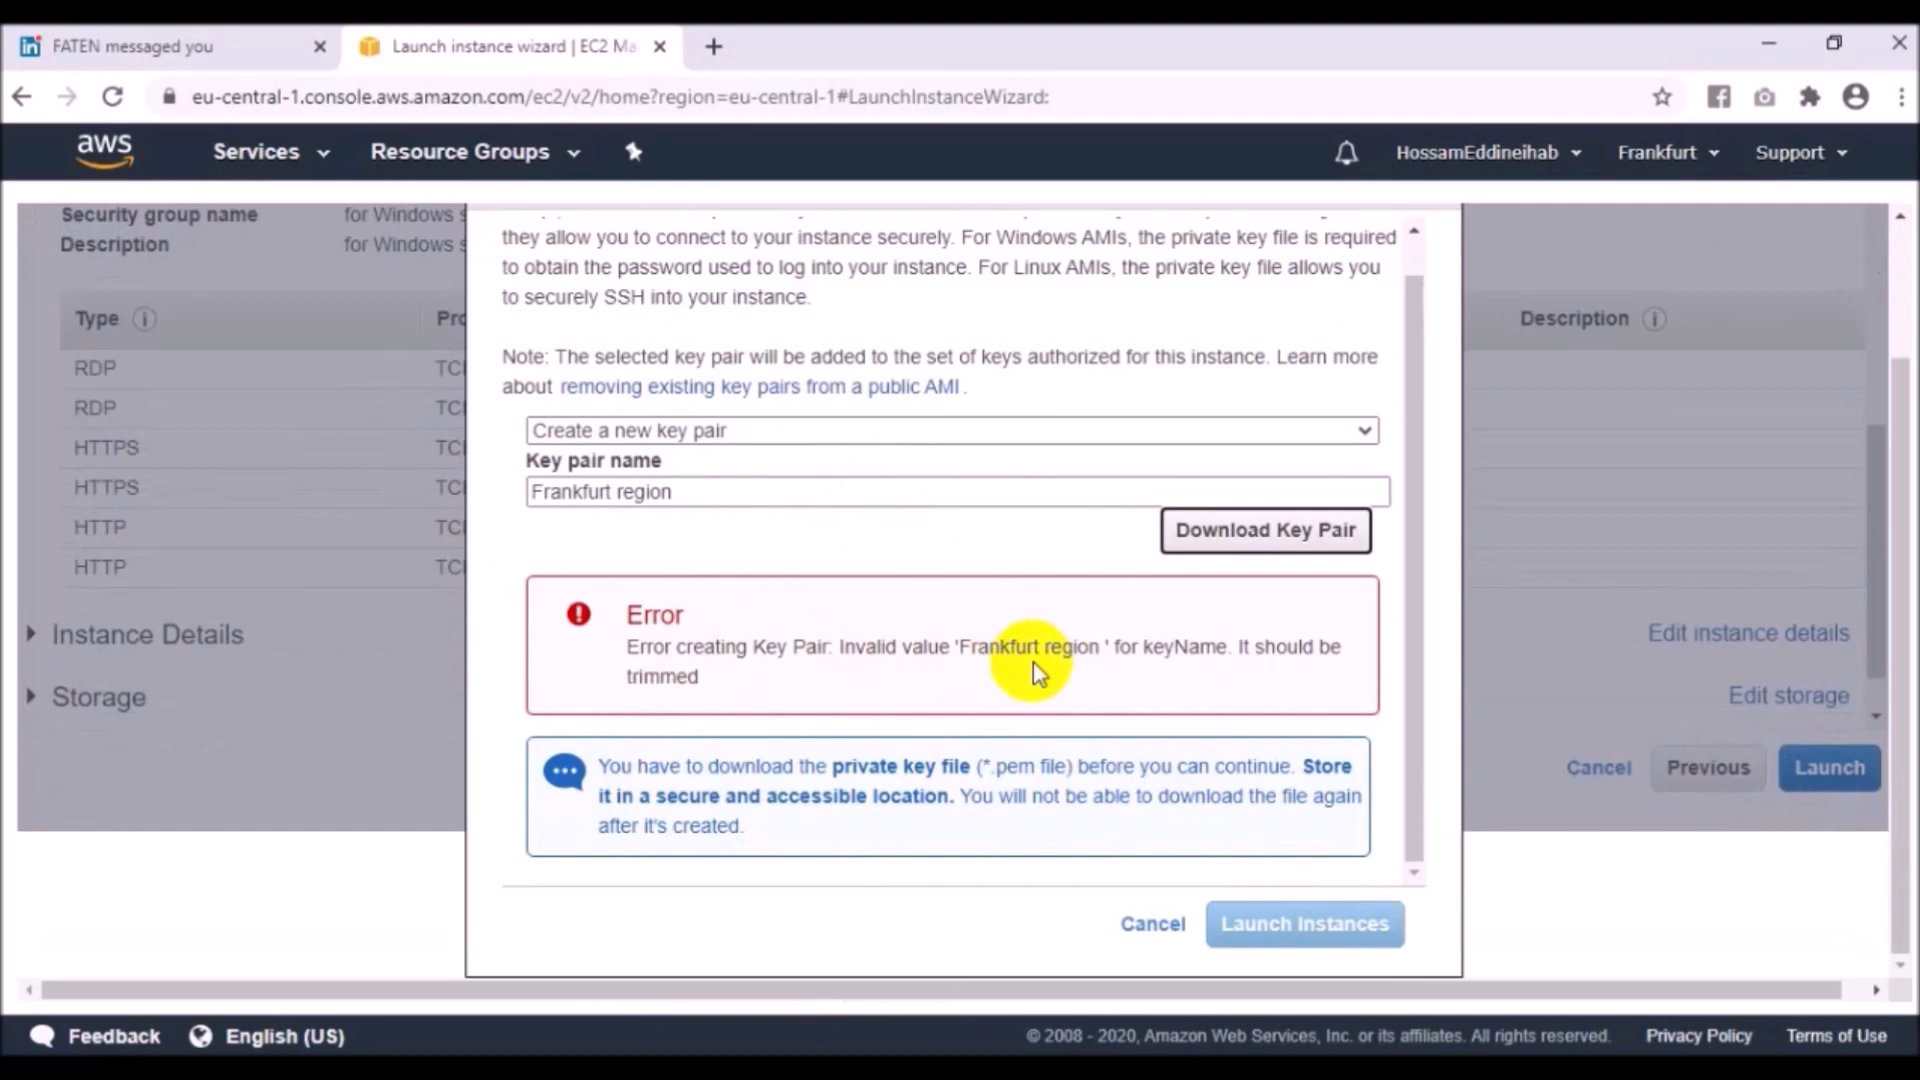 FATEN messaged you
Launch instance wizard | EC2 Ma
eu-central-1.console.aws.amazon.com/ec2/v2/home?region=eu-central-1#LaunchInstanceWizard:
aws
Services
Resource Groups
HossamEddineihab
Frankfurt
Support
Security group name
for Windows s
Description
for Windows s
Type
Pro
Description
RDP
TCI
RDP
TCI
HTTPS
TCI
HTTPS
TCI
HTTP
TCI
HTTP
TCI
Instance Details
Edit instance details
Storage
Edit storage
Cancel
Previous
Launch
they allow you to connect to your instance securely. For Windows AMIs, the private key file is required
to obtain the password used to log into your instance. For Linux AMIs, the private key file allows you
to securely SSH into your instance.
Note: The selected key pair will be added to the set of keys authorized for this instance. Learn more
about removing existing key pairs from a public AMI .
Create a new key pair
Key pair name
Frankfurt region
Download Key Pair
Error
Error creating Key Pair: Invalid value 'Frankfurt region ' for keyName. It should be
trimmed
You have to download the private key file (*.pem file) before you can continue. Store
it in a secure and accessible location. You will not be able to download the file again
after it's created.
Cancel
Launch Instances
Feedback
English (US)
© 2008 - 2020, Amazon Web Services, Inc. or its affiliates. All rights reserved.
Privacy Policy
Terms of Use